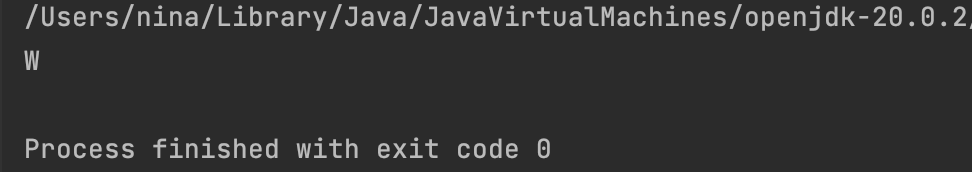 /Users/nina/Library/Java/JavaVirtualMachines/openjdk-20.0.2/
W
Process finished with exit code 0